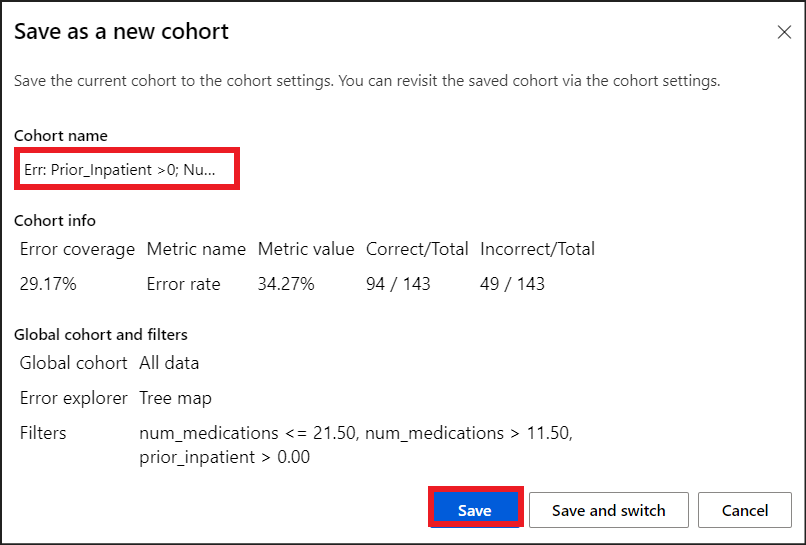 Save as a new cohort
Save the current cohort to the cohort settings. You can revisit the saved cohort via the cohort settings.
Cohort name
Err: Prior_Inpatient >0; Nu...
Cohort info
Error coverage Metric name Metric value Correct/Total Incorrect/Total
29.17% Error rate 34.27% 94 / 143 49 / 143
Global cohort and filters
Global cohort All data
Error explorer Tree map
Filters num_medications <= 21.50, num_medications > 11.50,
prior_inpatient > 0.00
Save Save and switch Cancel